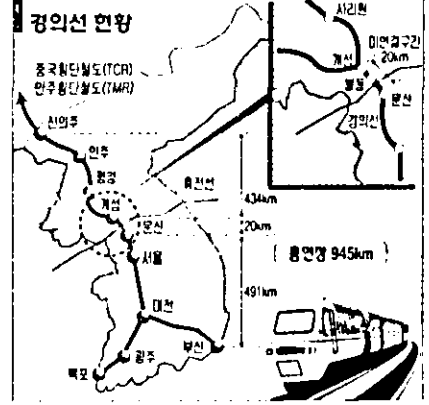 경의선 현황
중국횡단철도(TCR)
만주횡단철도(TMR)
신의주
안주
평양
개성
문산
서울
대전
광주
목포
부산
휴전선
434km
20km
491km
총연장 945km
사리원
개성
봉동
미연결구간
20km
문산
경의선